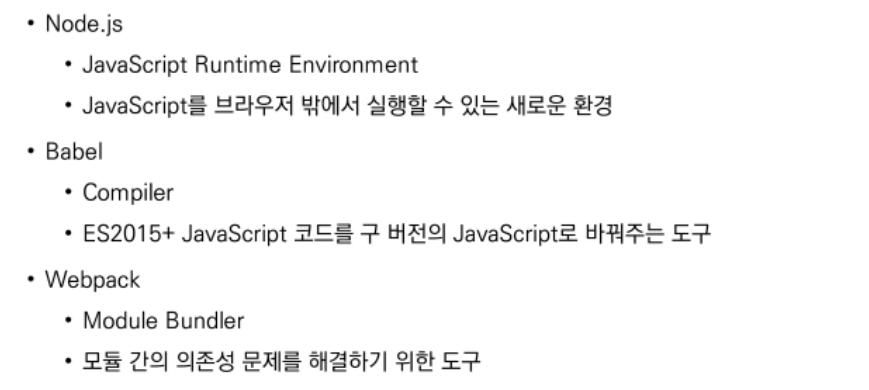 • Node.js
• JavaScript Runtime Environment
• JavaScript를 브라우저 밖에서 실행할 수 있는 새로운 환경
• Babel
• Compiler
• ES2015+ JavaScript 코드를 구 버전의 JavaScript로 바꿔주는 도구
• Webpack
• Module Bundler
• 모듈 간의 의존성 문제를 해결하기 위한 도구